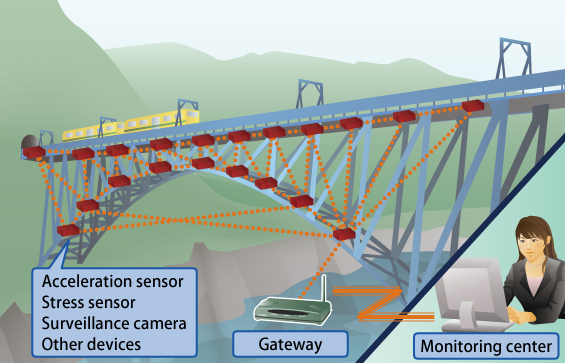 Acceleration sensor
Stress sensor
Surveillance camera
Other devices
Gateway
Monitoring center